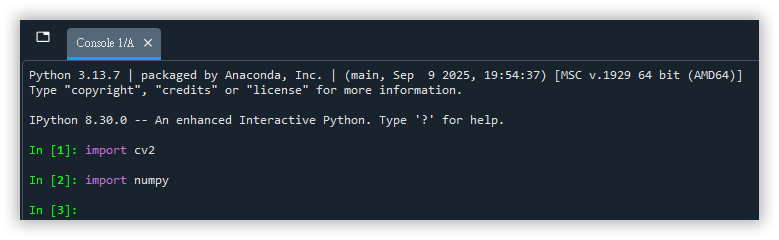 Console 1/A
Python 3.13.7 | packaged by Anaconda, Inc. | (main, Sep  9 2025, 19:54:37) [MSC v.1929 64 bit (AMD64)]
Type "copyright", "credits" or "license" for more information.
IPython 8.30.0 -- An enhanced Interactive Python. Type '?' for help.
In [1]: import cv2
In [2]: import numpy
In [3]: